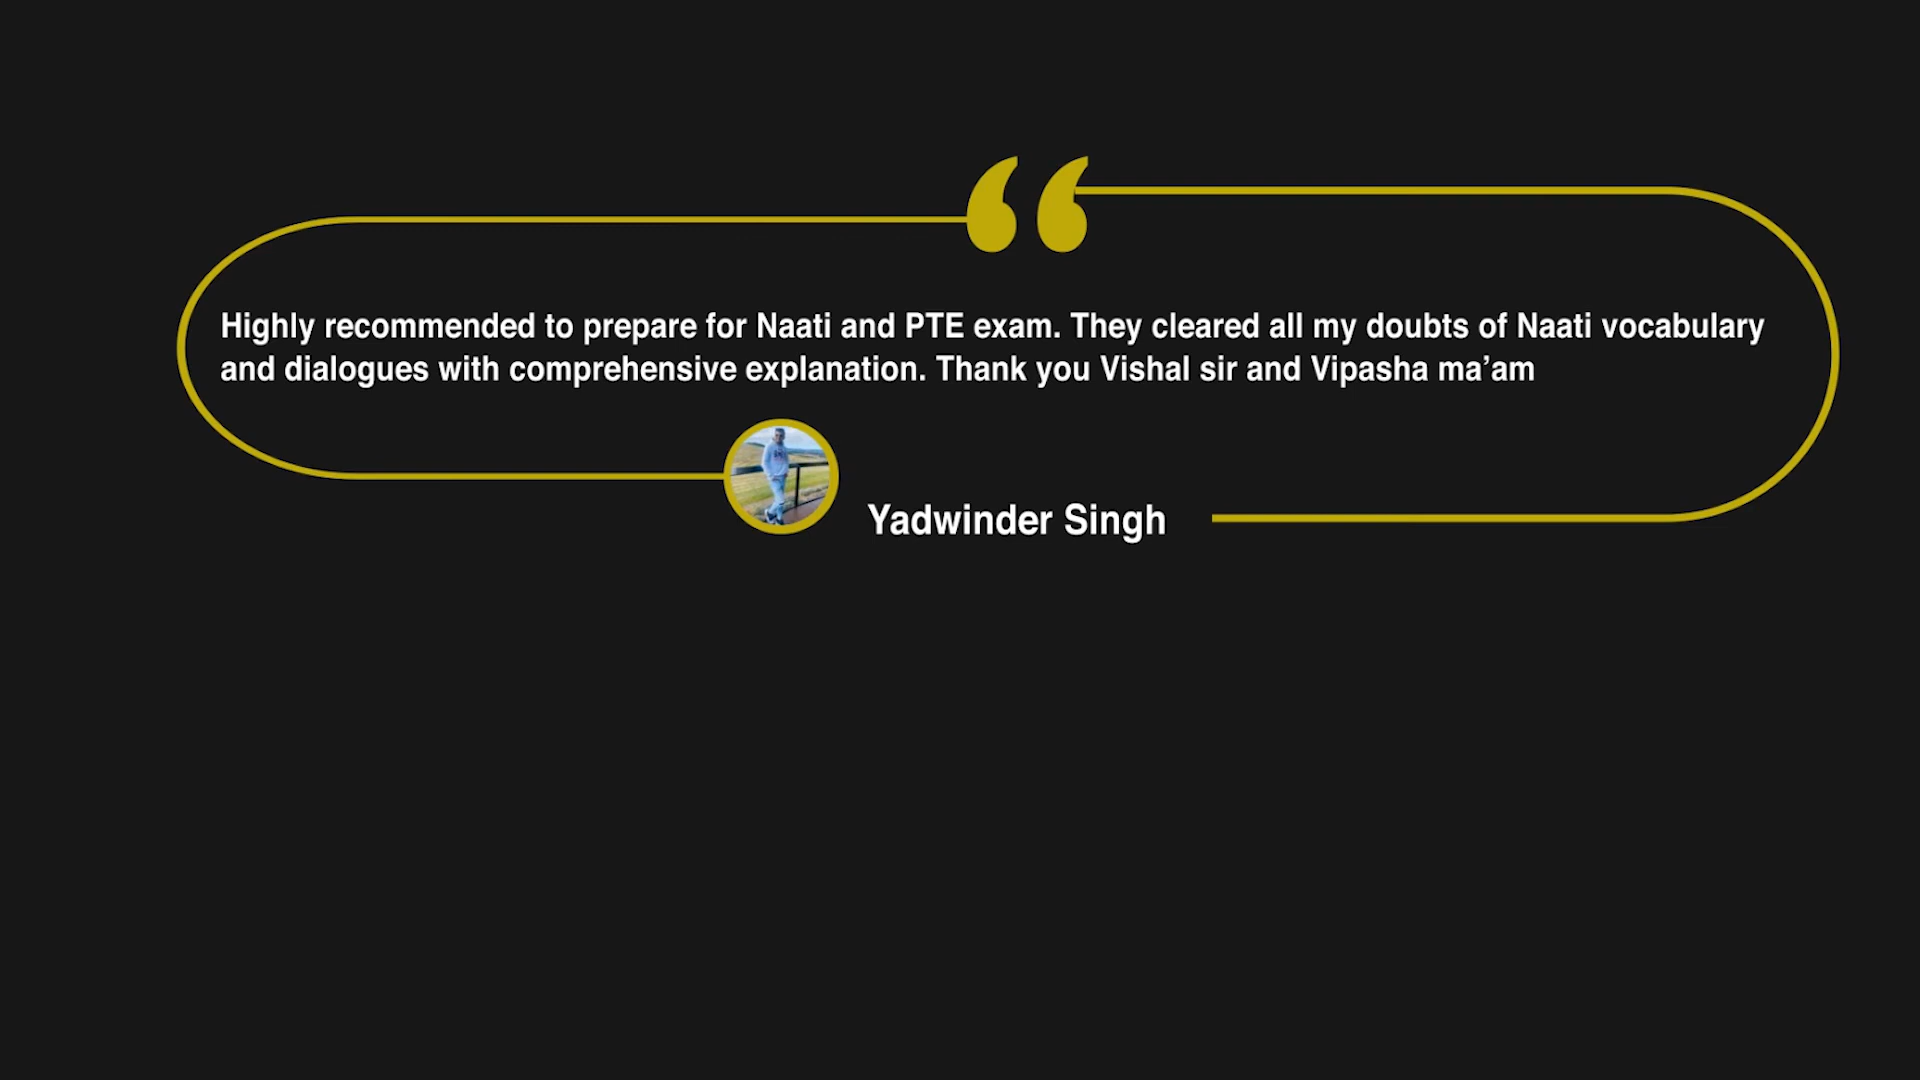 Highly recommended to prepare for Naati and PTE exam. They cleared all my doubts of Naati vocabulary
and dialogues with comprehensive explanation. Thank you Vishal sir and Vipasha ma’am
Yadwinder Singh